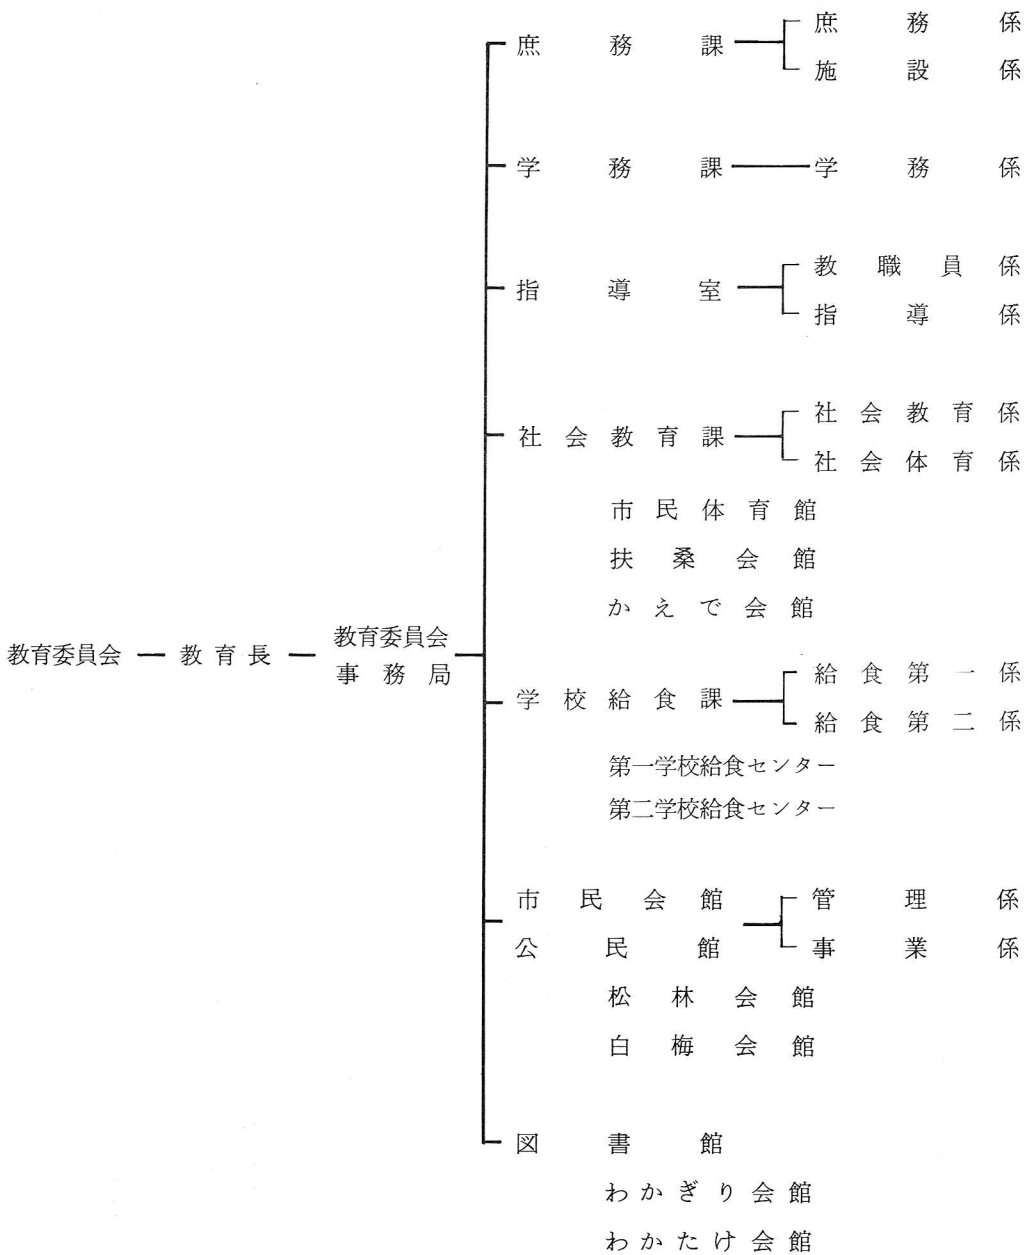 教育委員会
教育長
教育委員会
事務局
庶務課
庶務係
施設係
学務課
学務係
指導室
教職員係
指導係
社会教育課
社会教育係
社会体育係
市民体育館
扶桑会館
かえで会館
学校給食課
給食第一係
給食第二係
第一学校給食センター
第二学校給食センター
市民会館
公民館
管理係
事業係
松林会館
白梅会館
図書館
わかぎり会館
わかたけ会館